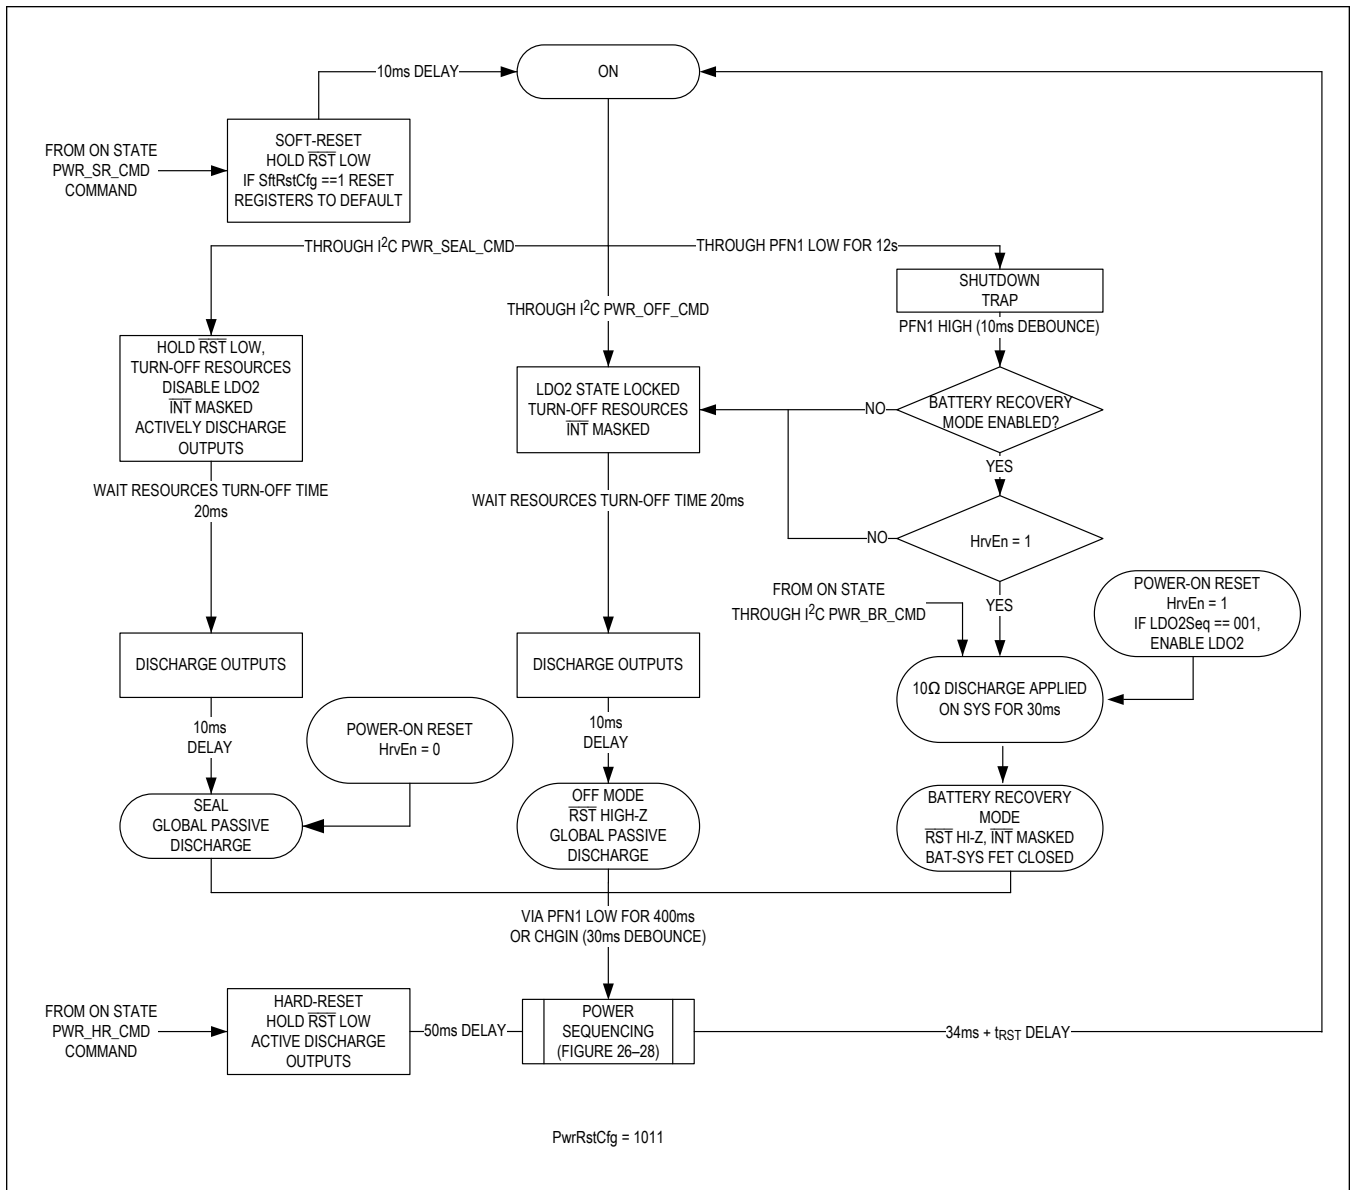 10ms DELAY
ON
FROM ON STATE
PWR_SR_CMD
COMMAND
SOFT-RESET
HOLD RST LOW
IF SftRstCfg ==1 RESET
REGISTERS TO DEFAULT
THROUGH I²C PWR_SEAL_CMD
THROUGH PFN1 LOW FOR 12s
SHUTDOWN
TRAP
THROUGH I²C PWR_OFF_CMD
PFN1 HIGH (10ms DEBOUNCE)
HOLD RST LOW,
TURN-OFF RESOURCES
DISABLE LDO2
INT MASKED
ACTIVELY DISCHARGE
OUTPUTS
LDO2 STATE LOCKED
TURN-OFF RESOURCES
INT MASKED
NO
BATTERY RECOVERY
MODE ENABLED?
YES
WAIT RESOURCES TURN-OFF TIME
20ms
WAIT RESOURCES TURN-OFF TIME 20ms
NO
HrvEn = 1
YES
FROM ON STATE
THROUGH I²C PWR_BR_CMD
POWER-ON RESET
HrvEn = 1
IF LDO2Seq == 001,
ENABLE LDO2
DISCHARGE OUTPUTS
DISCHARGE OUTPUTS
10Ω DISCHARGE APPLIED
ON SYS FOR 30ms
10ms
DELAY
POWER-ON RESET
HrvEn = 0
10ms
DELAY
SEAL
GLOBAL PASSIVE
DISCHARGE
OFF MODE
RST HIGH-Z
GLOBAL PASSIVE
DISCHARGE
BATTERY RECOVERY
MODE
RST HI-Z, INT MASKED
BAT-SYS FET CLOSED
VIA PFN1 LOW FOR 400ms
OR CHGIN (30ms DEBOUNCE)
FROM ON STATE
PWR_HR_CMD
COMMAND
HARD-RESET
HOLD RST LOW
ACTIVE DISCHARGE
OUTPUTS
50ms DELAY
POWER
SEQUENCING
(FIGURE 26–28)
34ms + tRST DELAY
PwrRstCfg = 1011